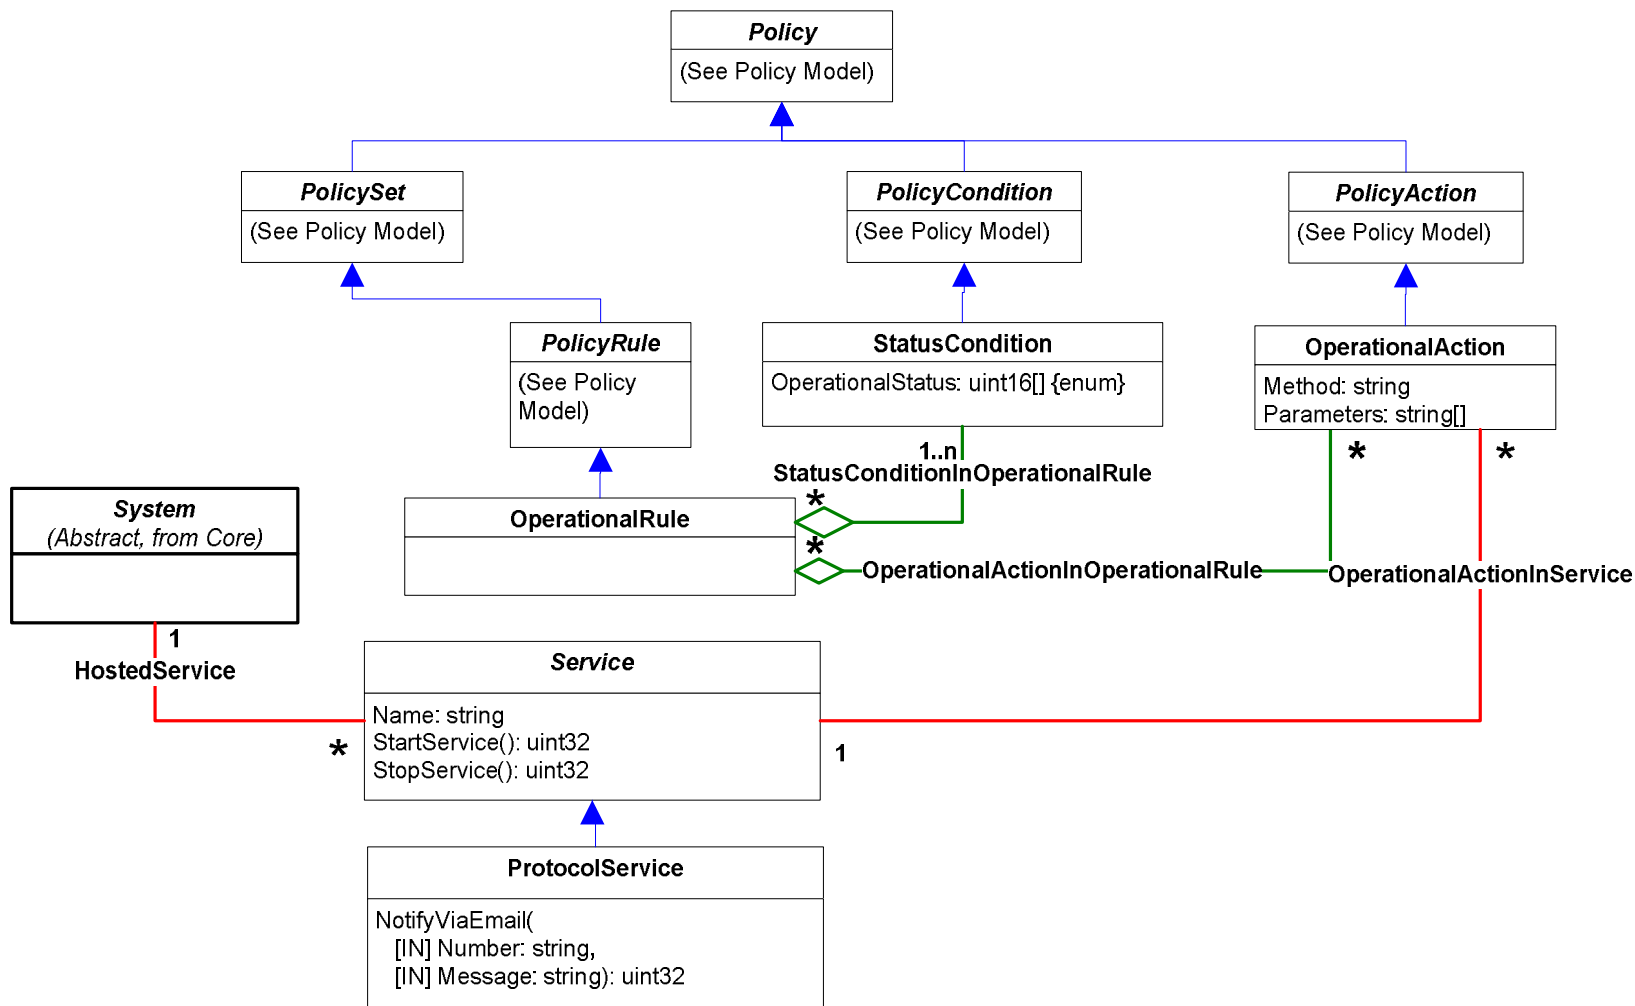 Policy
(See Policy Model)
PolicySet
(See Policy Model)
PolicyCondition
(See Policy Model)
PolicyAction
(See Policy Model)
PolicyRule
(See Policy
Model)
StatusCondition
OperationalStatus: uint16[] {enum}
OperationalAction
Method: string
Parameters: string[]
1..n
*
*
StatusConditionInOperationalRule
System
(Abstract, from Core)
OperationalRule
*
*
OperationalActionInOperationalRule
OperationalActionInService
1
HostedService
*
Service
Name: string
StartService(): uint32
StopService(): uint32
1
ProtocolService
NotifyViaEmail(
[IN] Number: string,
[IN] Message: string): uint32